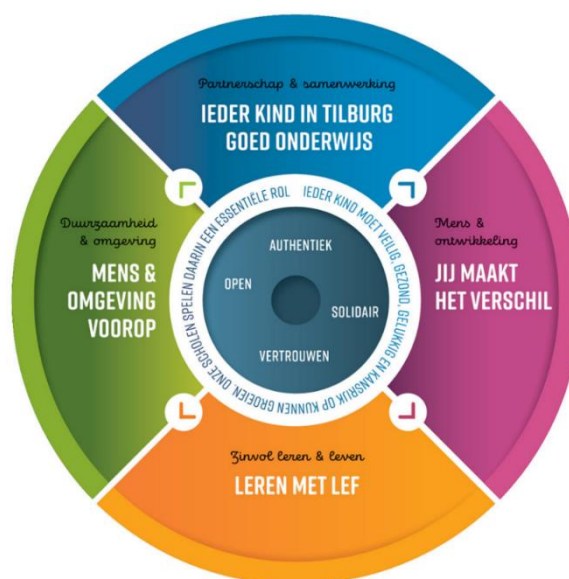 Partnerschap & samenwerking
IEDER KIND IN TILBURG
GOED ONDERWIJS
Duurzaamheid
& omgeving
MENS &
OMGEVING
VOOROP
IEDER KIND MOET VEILIG, GEZOND, GELUKKIG EN KANSRIJK OP KUNNEN GROEIEN. ONZE SCHOLEN SPELEN DAARIN EEN ESSENTIËLE ROL
AUTHENTIEK
OPEN
SOLIDAIR
VERTROUWEN
Mens &
ontwikkeling
JIJ MAAKT
HET VERSCHIL
Zinvol leren & leven
LEREN MET LEF